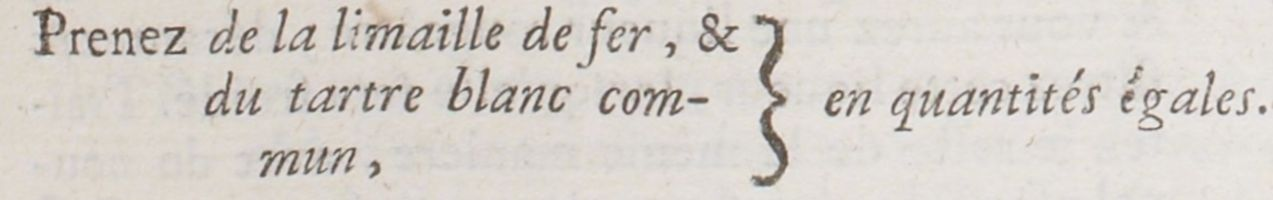 Prenez de la limaille de fer, &
du tartre blanc com- } en quantités égales.
mun,